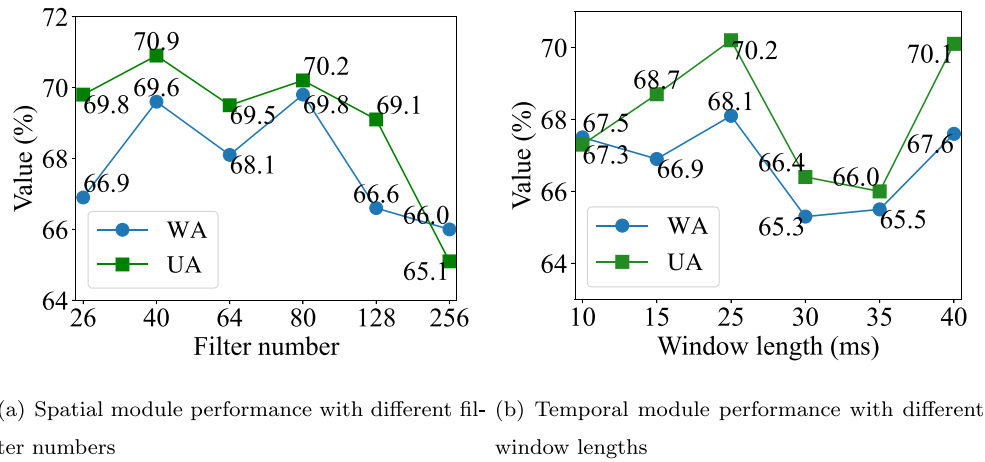 72
70
68
66
64
Value (%)
70.9
69.6
69.8
69.5
70.2
69.8
69.1
68.1
66.9
66.6
66.0
65.1
WA
UA
26 40 64 80 128 256
Filter number
70
68
66
64
Value (%)
70.2
70.1
68.7
68.1
67.5
67.3
66.9
67.6
66.4
66.0
65.3
65.5
WA
UA
10 15 25 30 35 40
Window length (ms)
(a) Spatial module performance with different fil-
ter numbers
(b) Temporal module performance with different
window lengths